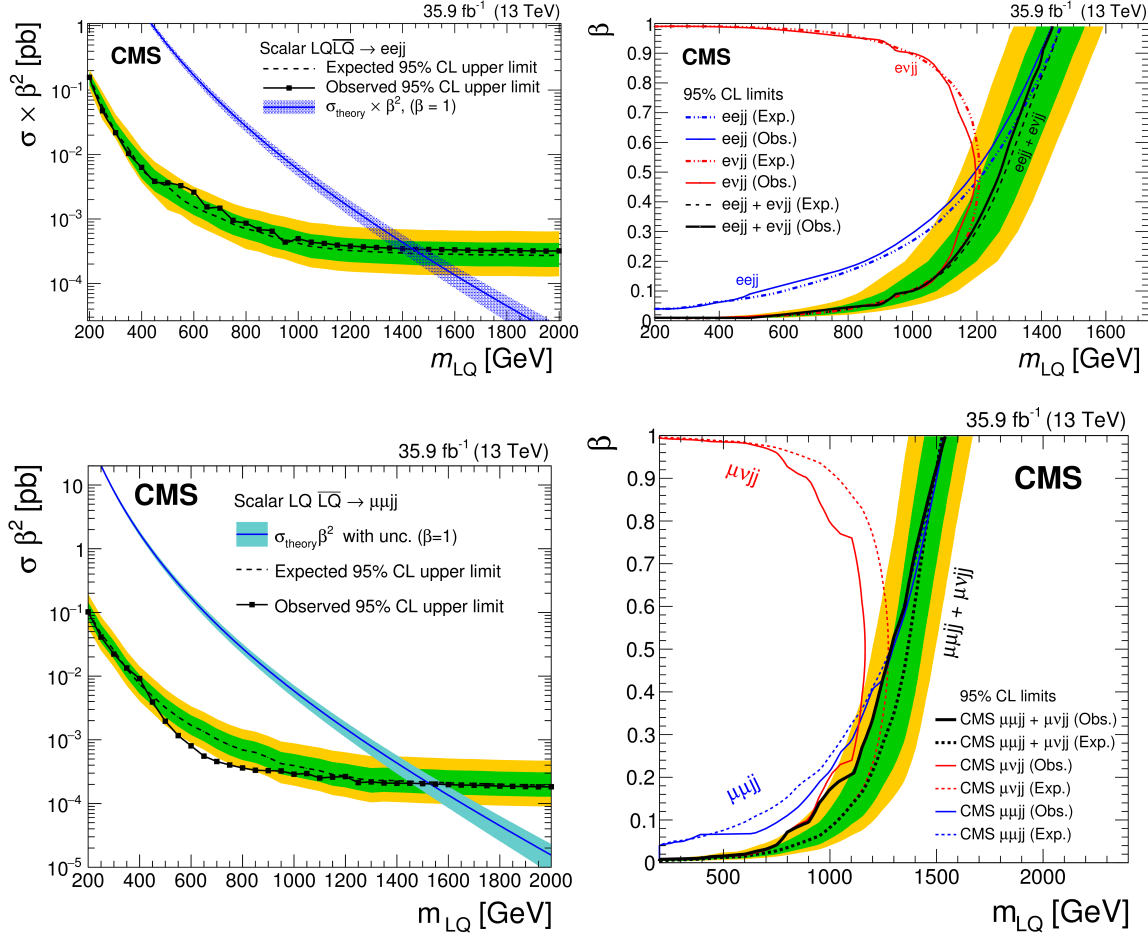 35.9 fb⁻¹ (13 TeV)
CMS
Scalar LQL̅Q̅ → eejj
Expected 95% CL upper limit
Observed 95% CL upper limit
σtheory × β², (β = 1)
σ × β² [pb]
1
10⁻¹
10⁻²
10⁻³
10⁻⁴
200 400 600 800 1000 1200 1400 1600 1800 2000
mLQ [GeV]
35.9 fb⁻¹ (13 TeV)
CMS
95% CL limits
eejj (Exp.)
eejj (Obs.)
eνjj (Exp.)
eνjj (Obs.)
eejj + eνjj (Exp.)
eejj + eνjj (Obs.)
eνjj
eejj
eejj + eνjj
β
1
0.9
0.8
0.7
0.6
0.5
0.4
0.3
0.2
0.1
0
200 400 600 800 1000 1200 1400 1600
mLQ [GeV]
35.9 fb⁻¹ (13 TeV)
CMS
Scalar LQ L̅Q̅ → μμjj
σtheoryβ² with unc. (β=1)
Expected 95% CL upper limit
Observed 95% CL upper limit
σ β² [pb]
10
1
10⁻¹
10⁻²
10⁻³
10⁻⁴
10⁻⁵
200 400 600 800 1000 1200 1400 1600 1800 2000
mLQ [GeV]
35.9 fb⁻¹ (13 TeV)
CMS
μνjj
μμjj
μμjj + μνjj
95% CL limits
CMS μμjj + μνjj (Obs.)
CMS μμjj + μνjj (Exp.)
CMS μνjj (Obs.)
CMS μνjj (Exp.)
CMS μμjj (Obs.)
CMS μμjj (Exp.)
β
1
0.9
0.8
0.7
0.6
0.5
0.4
0.3
0.2
0.1
0
500 1000 1500 2000
mLQ [GeV]